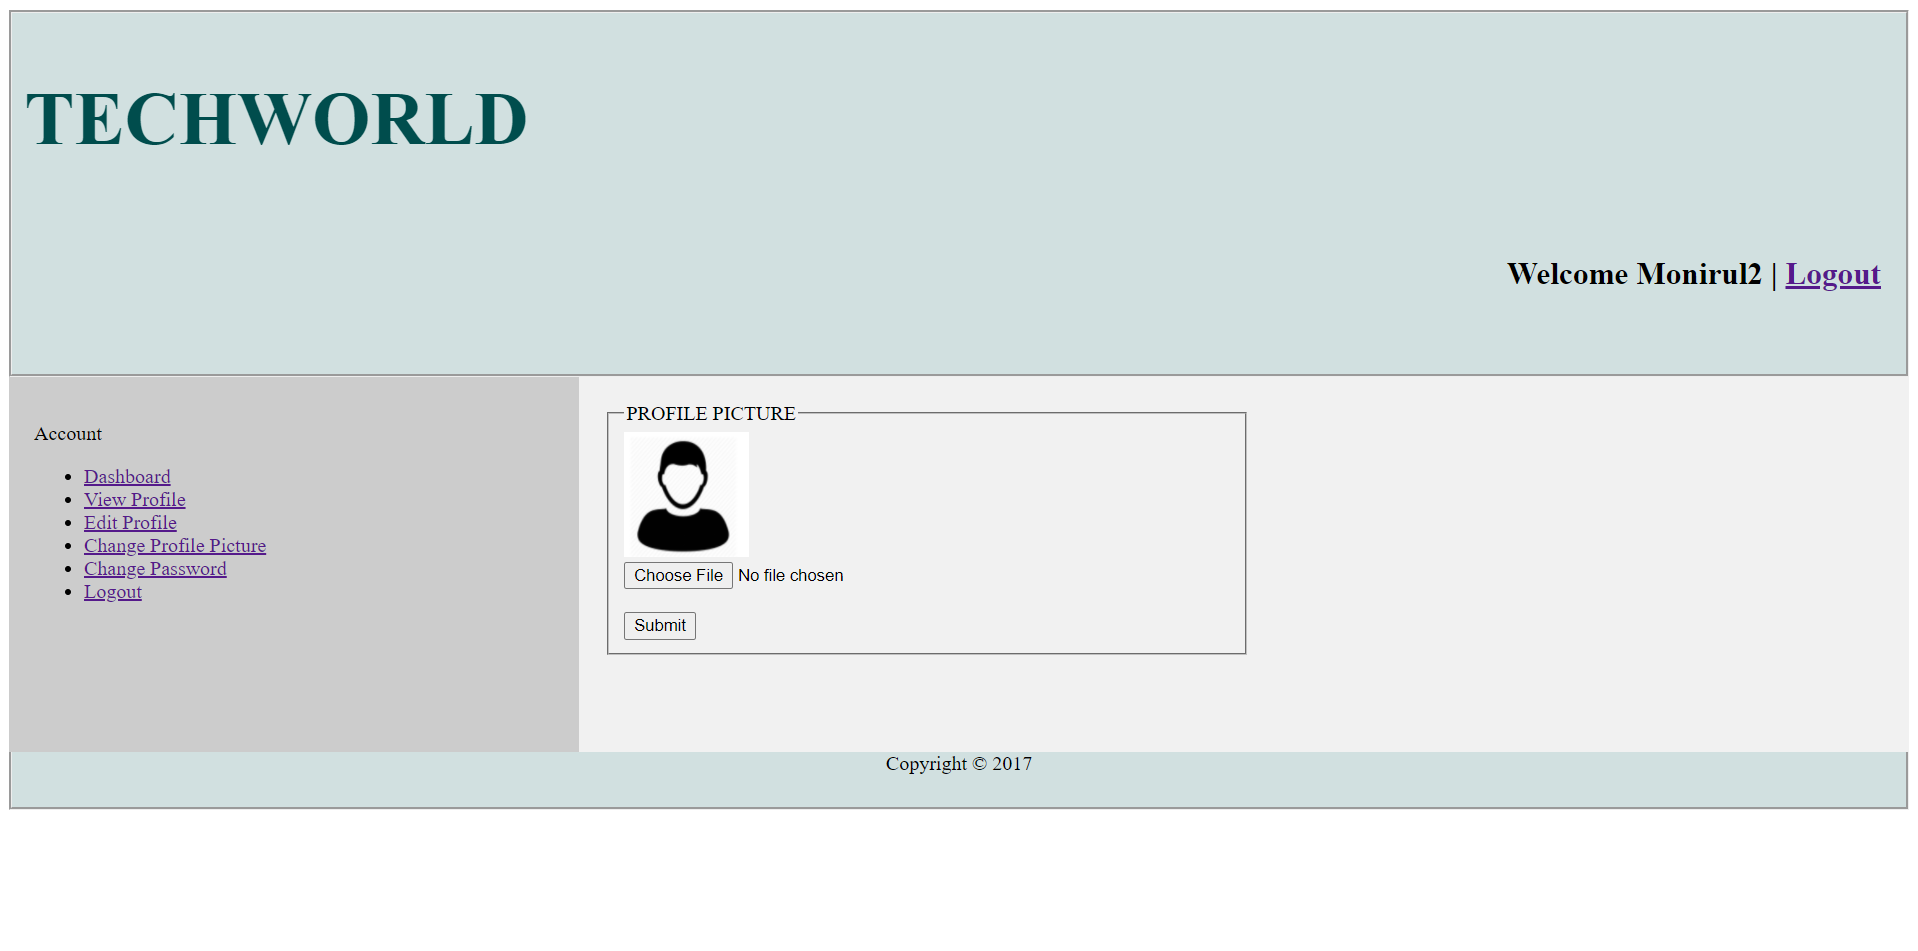 TECHWORLD
Welcome Monirul2 | Logout
Account
Dashboard
View Profile
Edit Profile
Change Profile Picture
Change Password
Logout
PROFILE PICTURE
Choose File No file chosen
Submit
Copyright © 2017